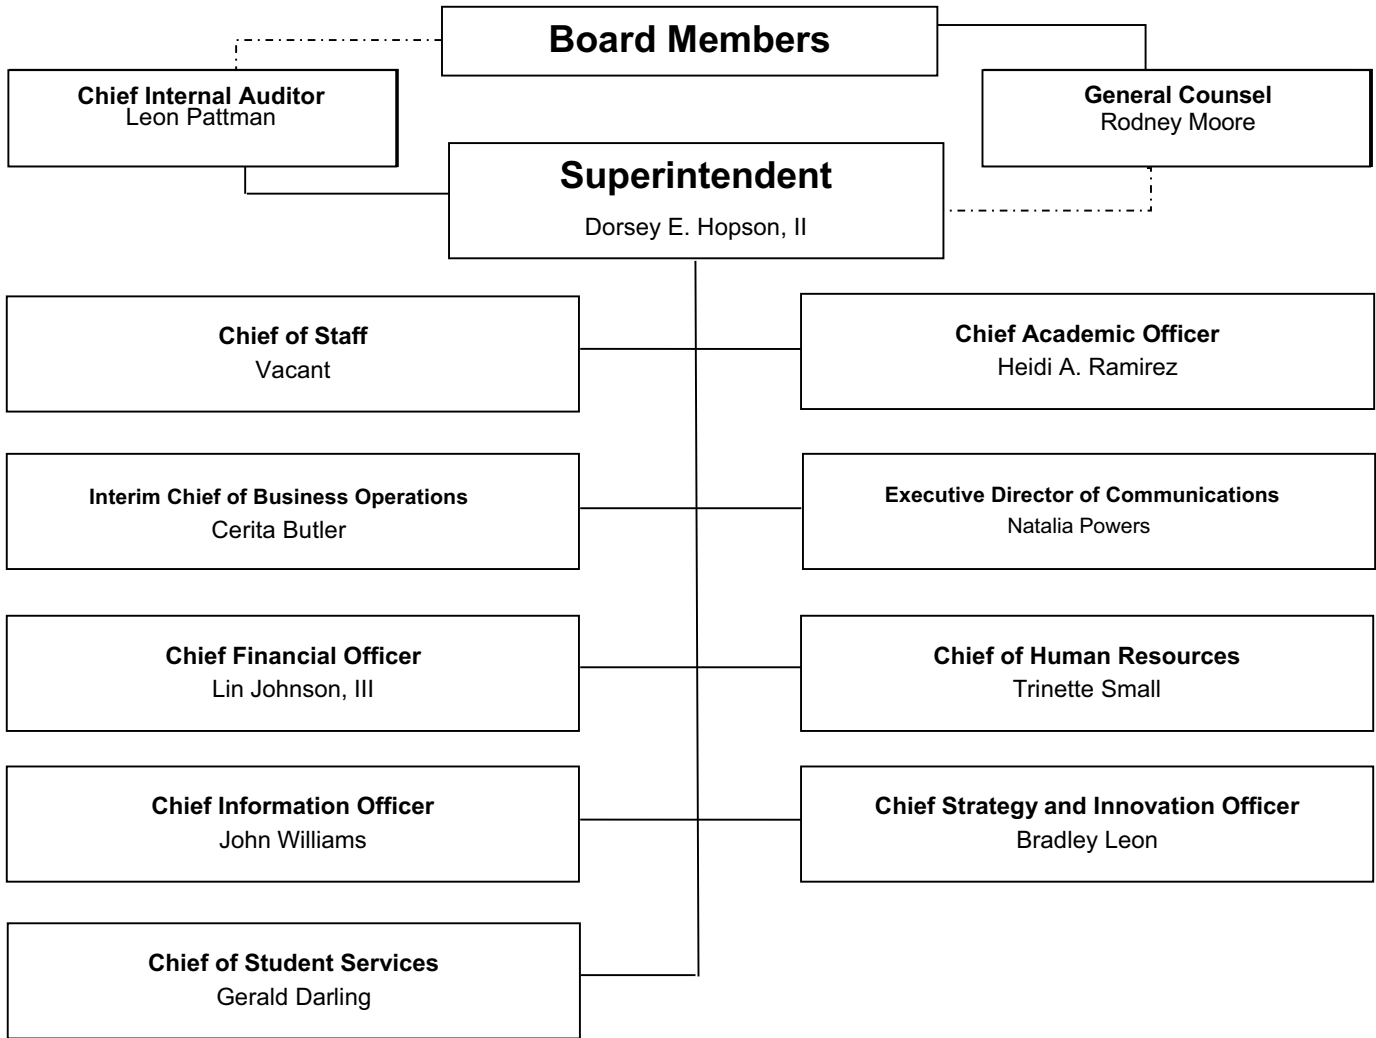 Board Members
Chief Internal Auditor
Leon Pattman
General Counsel
Rodney Moore
Superintendent
Dorsey E. Hopson, II
Chief of Staff
Vacant
Chief Academic Officer
Heidi A. Ramirez
Interim Chief of Business Operations
Cerita Butler
Executive Director of Communications
Natalia Powers
Chief Financial Officer
Lin Johnson, III
Chief of Human Resources
Trinette Small
Chief Information Officer
John Williams
Chief Strategy and Innovation Officer
Bradley Leon
Chief of Student Services
Gerald Darling